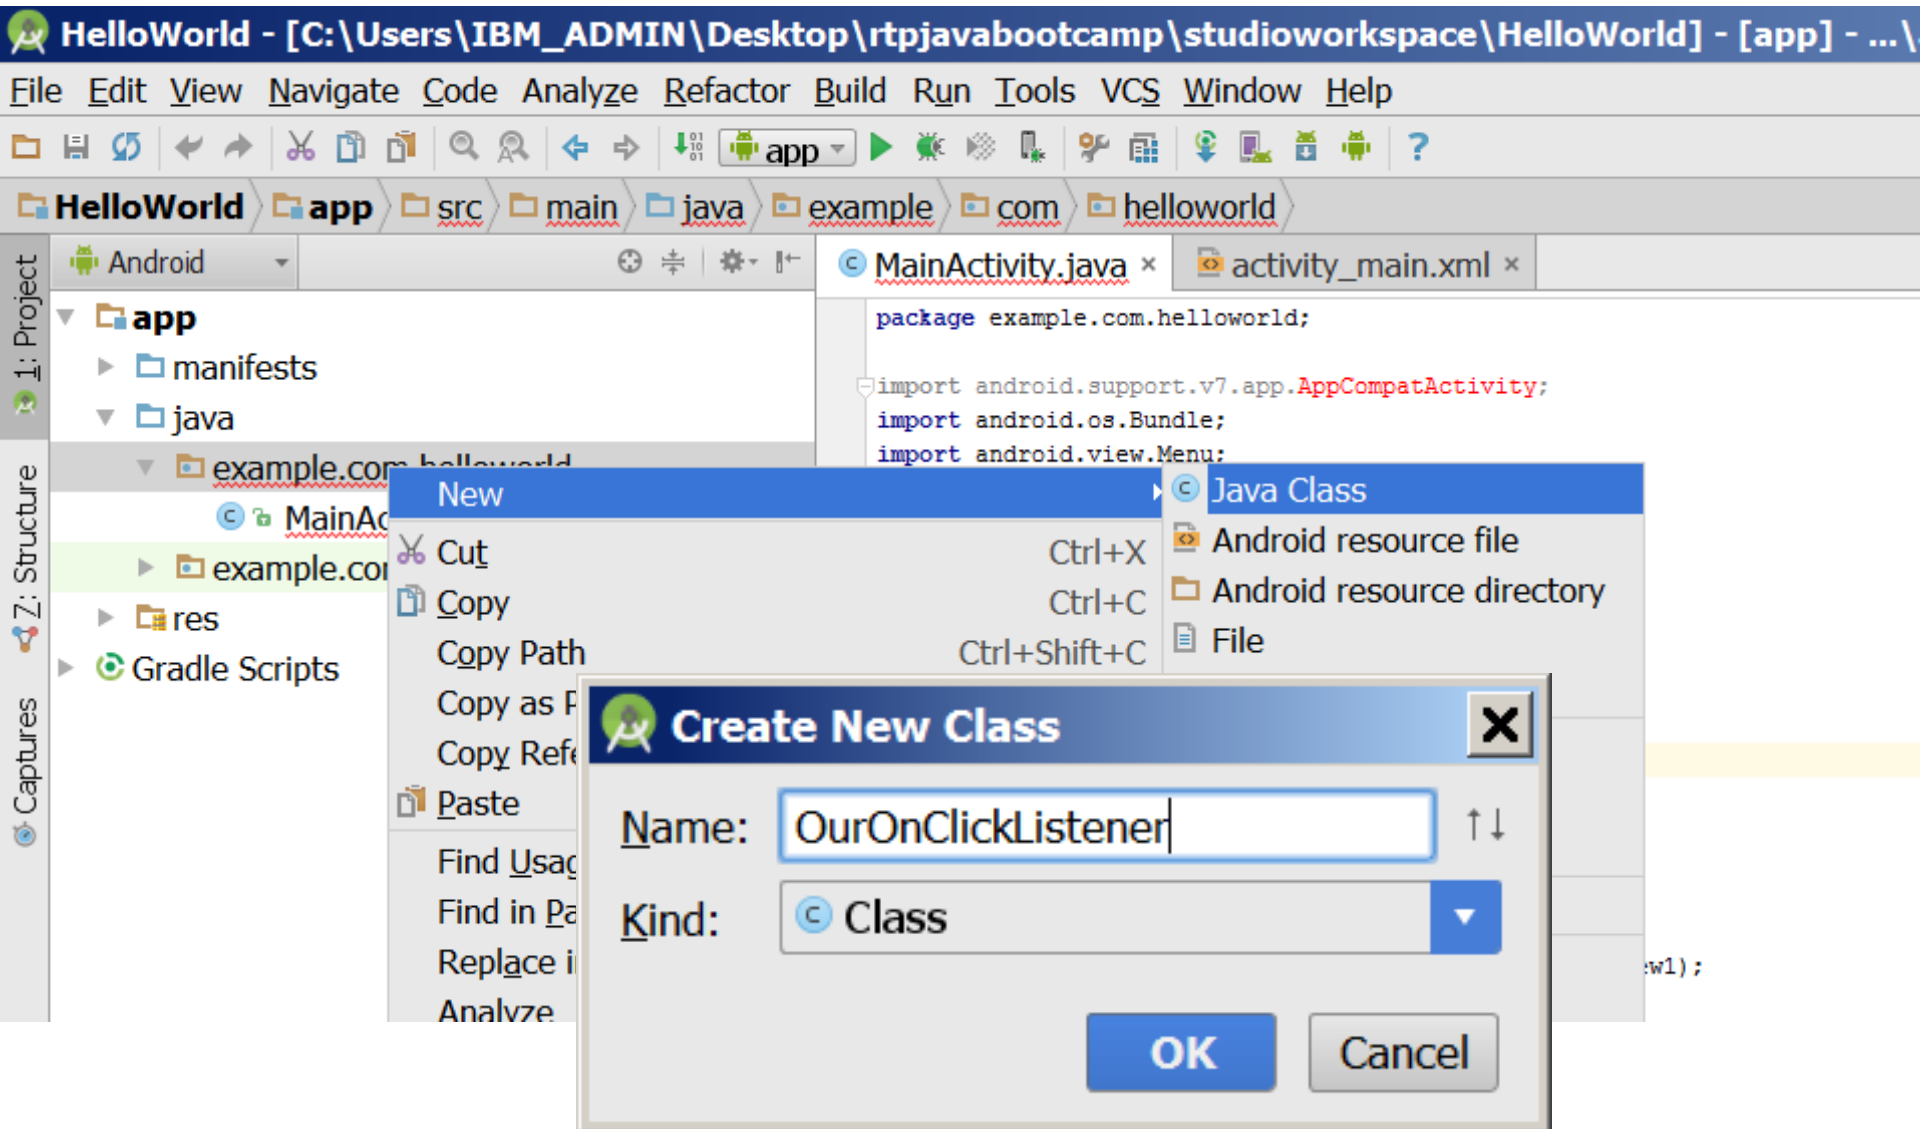 HelloWorld - [C:\Users\IBM_ADMIN\Desktop\rtpjavabootcamp\studioworkspace\HelloWorld] - [app] - ...\
File Edit View Navigate Code Analyze Refactor Build Run Tools VCS Window Help
app
HelloWorld app src main java example com helloworld
1: Project
7: Structure
Captures
Android
app
manifests
java
example.com.helloworld
MainAc
example.co
res
Gradle Scripts
MainActivity.java × activity_main.xml ×
package example.com.helloworld;
import android.support.v7.app.AppCompatActivity;
import android.os.Bundle;
import android.view.Menu;
New
Cut Ctrl+X
Copy Ctrl+C
Copy Path Ctrl+Shift+C
Copy as P
Copy Refe
Paste
Find Usag
Find in Pa
Replace i
Analyze
Java Class
Android resource file
Android resource directory
File
ew1);
Create New Class
Name: OurOnClickListener
Kind: Class
OK Cancel